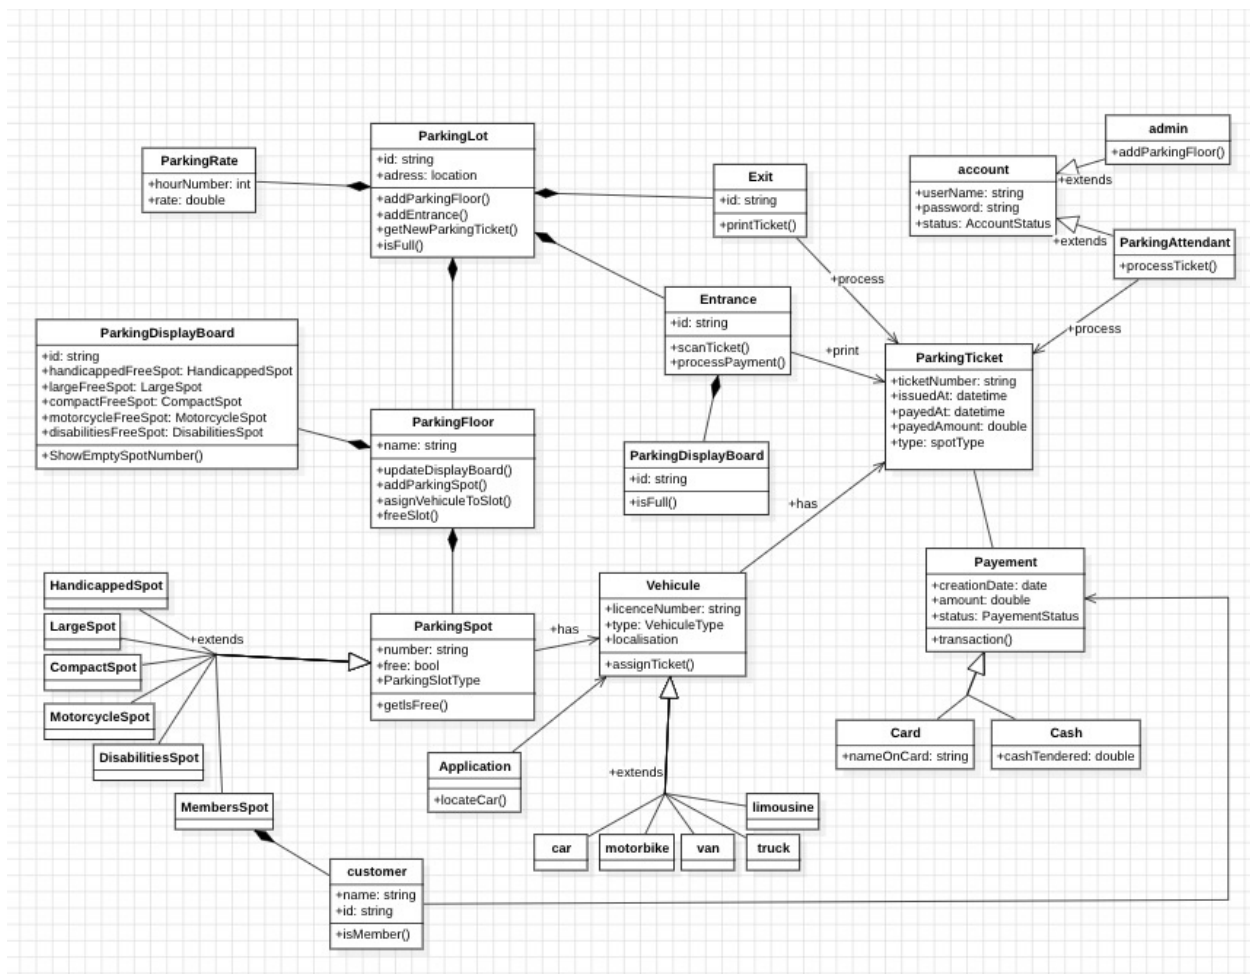 ParkingLot
+id: string
+adress: location
+addParkingFloor()
+addEntrance()
+getNewParkingTicket()
+isFull()
ParkingRate
+hourNumber: int
+rate: double
Exit
+id: string
+printTicket()
admin
+addParkingFloor()
account
+userName: string
+password: string
+status: AccountStatus
+extends
+extends
ParkingAttendant
+processTicket()
+process
+process
Entrance
+id: string
+scanTicket()
+processPayment()
+print
ParkingTicket
+ticketNumber: string
+issuedAt: datetime
+payedAt: datetime
+payedAmount: double
+type: spotType
ParkingDisplayBoard
+id: string
+handicappedFreeSpot: HandicappedSpot
+largeFreeSpot: LargeSpot
+compactFreeSpot: CompactSpot
+motorcycleFreeSpot: MotorcycleSpot
+disabilitiesFreeSpot: DisabilitiesSpot
+ShowEmptySpotNumber()
ParkingFloor
+name: string
+updateDisplayBoard()
+addParkingSpot()
+asignVehiculeToSlot()
+freeSlot()
ParkingDisplayBoard
+id: string
+isFull()
+has
Payement
+creationDate: date
+amount: double
+status: PayementStatus
+transaction()
HandicappedSpot
LargeSpot
CompactSpot
MotorcycleSpot
DisabilitiesSpot
MembersSpot
+extends
ParkingSpot
+number: string
+free: bool
+ParkingSlotType
+getIsFree()
+has
Vehicule
+licenceNumber: string
+type: VehiculeType
+localisation
+assignTicket()
Card
+nameOnCard: string
Cash
+cashTendered: double
Application
+locateCar()
+extends
limousine
car
motorbike
van
truck
customer
+name: string
+id: string
+isMember()